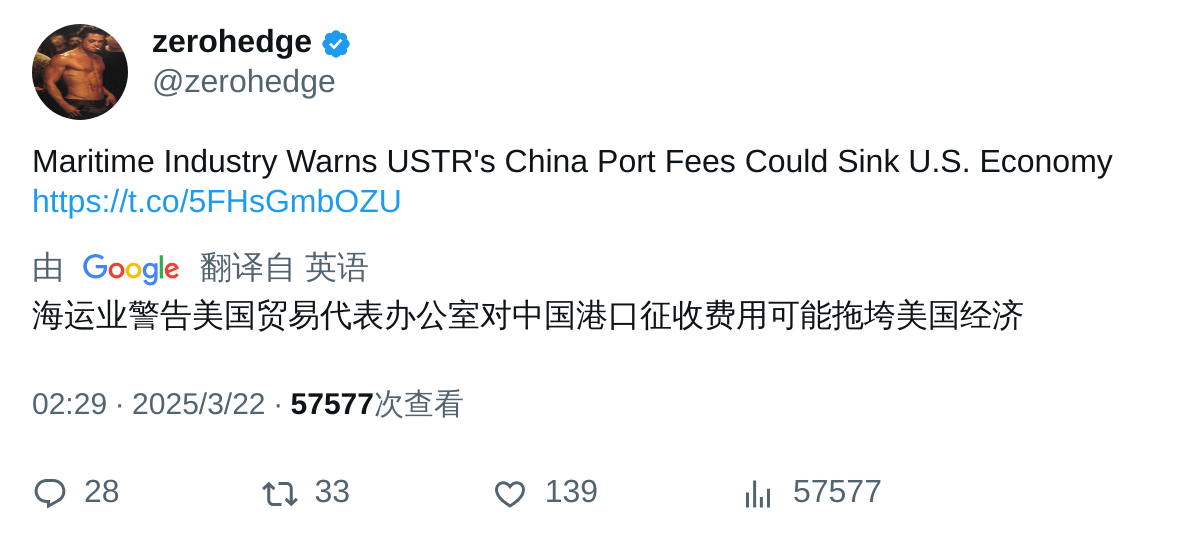 zerohedge
@zerohedge
Maritime Industry Warns USTR's China Port Fees Could Sink U.S. Economy
https://t.co/5FHsGmbOZU
由 Google 翻译自 英语
海运业警告美国贸易代表办公室对中国港口征收费用可能拖垮美国经济
02:29 · 2025/3/22 · 57577次查看
28 33 139 57577